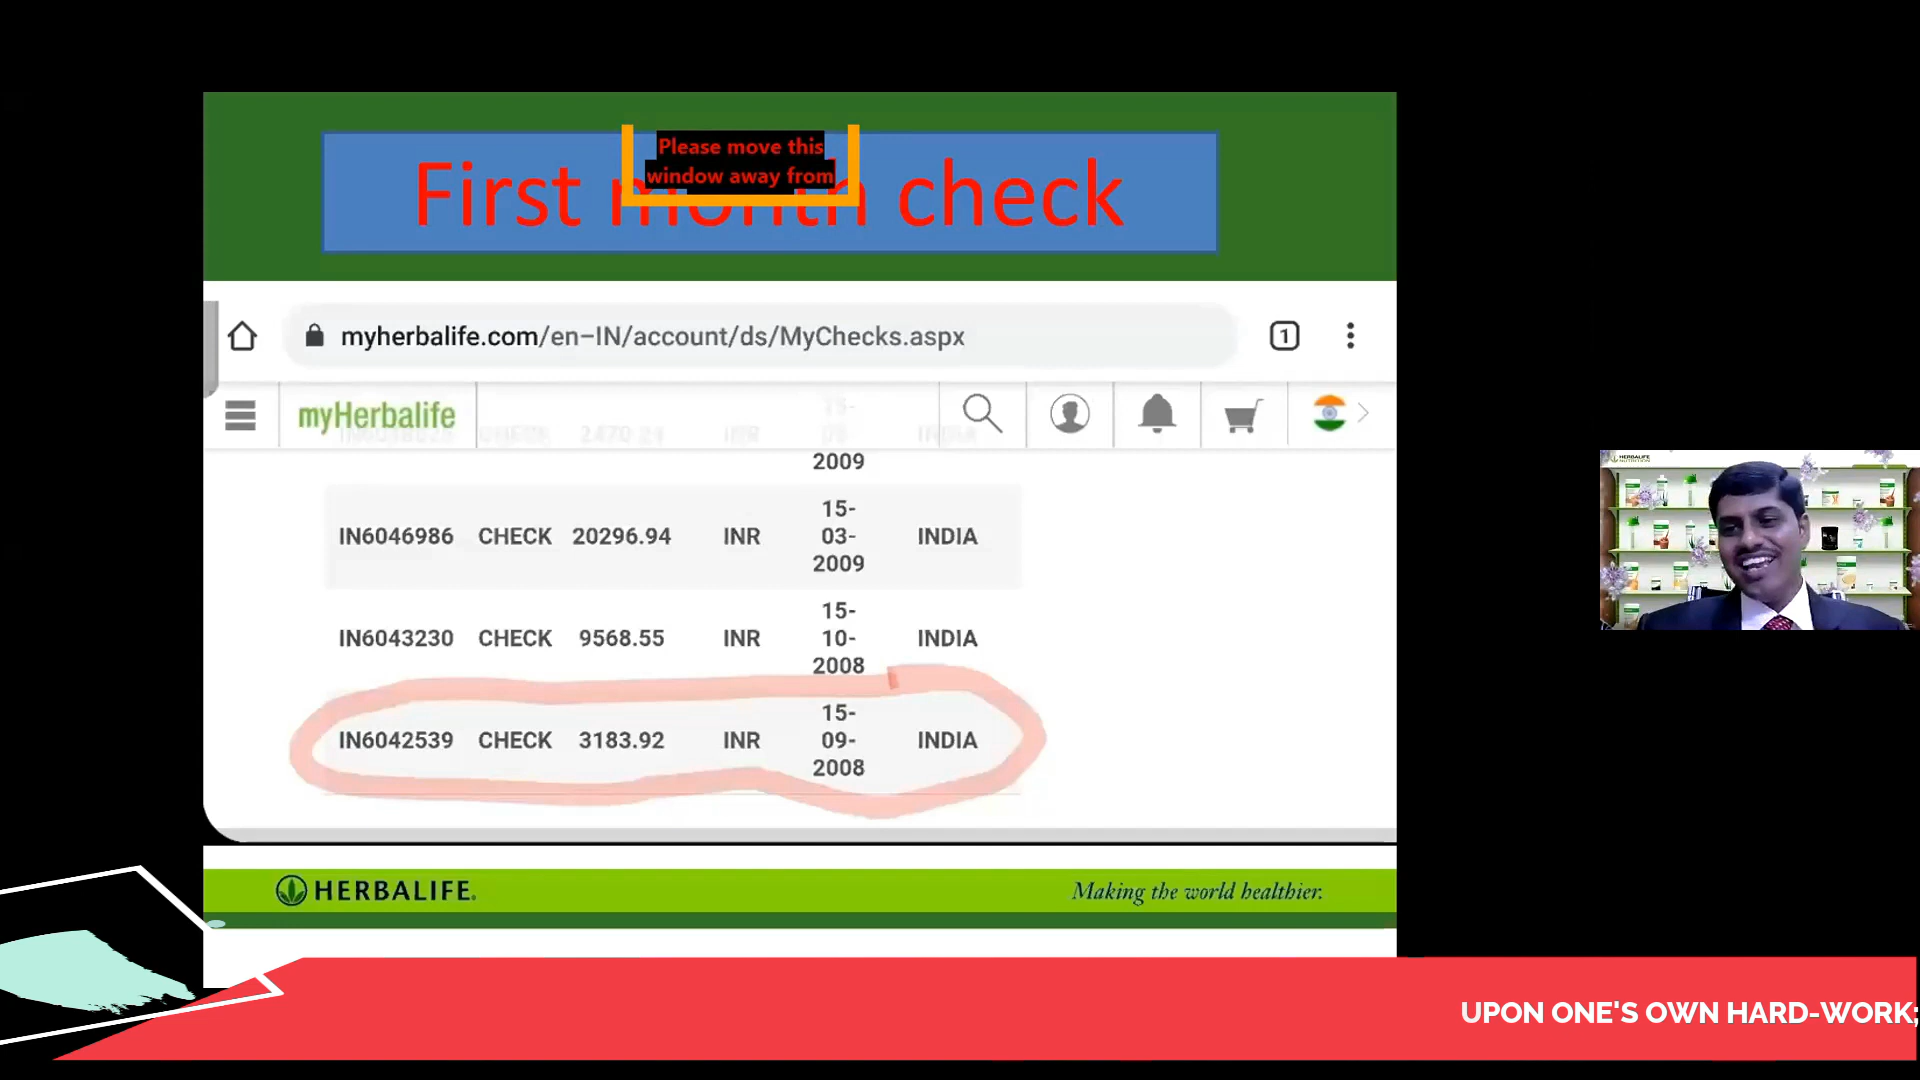 Please move this
window away from
First month check
1
myherbalife.com/en-IN/account/ds/MyChecks.aspx
myHerbalife
2009
IN6046986 CHECK 20296.94 INR 15-03-2009 INDIA
IN6043230 CHECK 9568.55 INR 15-10-2008 INDIA
IN6042539 CHECK 3183.92 INR 15-09-2008 INDIA
HERBALIFE
HERBALIFE.
Making the world healthier.
UPON ONE'S OWN HARD-WORK;